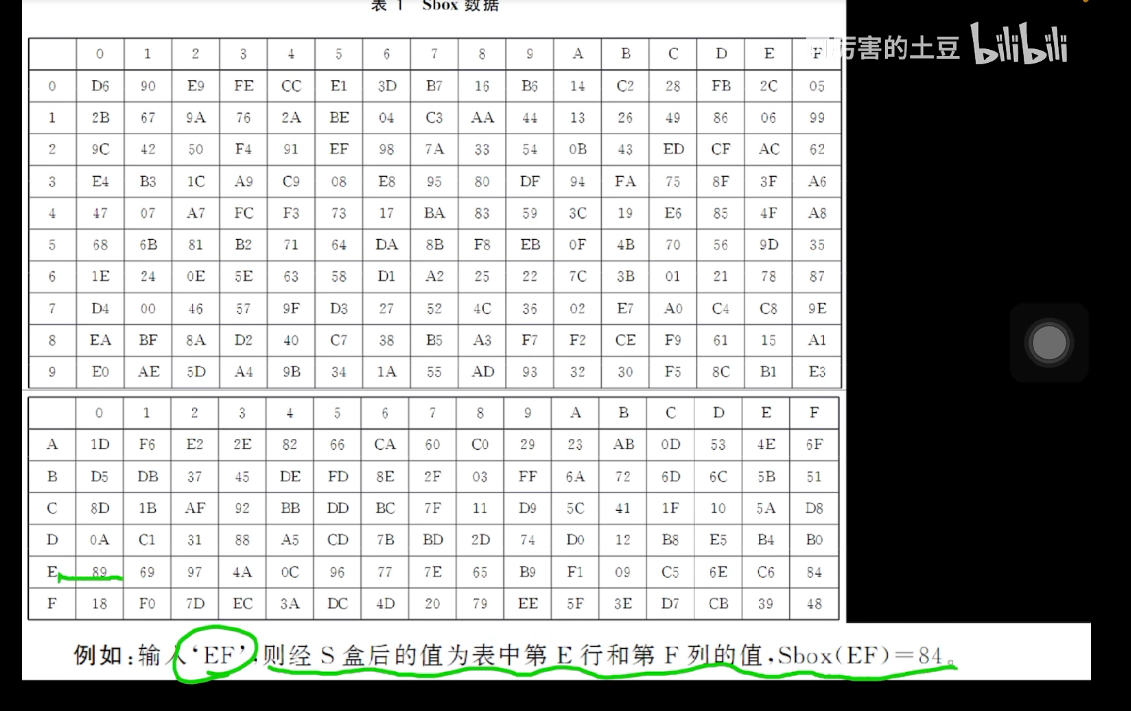 表 1 Sbox 数据
厉害的土豆 bilibili
0 1 2 3 4 5 6 7 8 9 A B C D E F
0 D6 90 E9 FE CC E1 3D B7 16 B6 14 C2 28 FB 2C 05
1 2B 67 9A 76 2A BE 04 C3 AA 44 13 26 49 86 06 99
2 9C 42 50 F4 91 EF 98 7A 33 54 0B 43 ED CF AC 62
3 E4 B3 1C A9 C9 08 E8 95 80 DF 94 FA 75 8F 3F A6
4 47 07 A7 FC F3 73 17 BA 83 59 3C 19 E6 85 4F A8
5 68 6B 81 B2 71 64 DA 8B F8 EB 0F 4B 70 56 9D 35
6 1E 24 0E 5E 63 58 D1 A2 25 22 7C 3B 01 21 78 87
7 D4 00 46 57 9F D3 27 52 4C 36 02 E7 A0 C4 C8 9E
8 EA BF 8A D2 40 C7 38 B5 A3 F7 F2 CE F9 61 15 A1
9 E0 AE 5D A4 9B 34 1A 55 AD 93 32 30 F5 8C B1 E3
0 1 2 3 4 5 6 7 8 9 A B C D E F
A 1D F6 E2 2E 82 66 CA 60 C0 29 23 AB 0D 53 4E 6F
B D5 DB 37 45 DE FD 8E 2F 03 FF 6A 72 6D 6C 5B 51
C 8D 1B AF 92 BB DD BC 7F 11 D9 5C 41 1F 10 5A D8
D 0A C1 31 88 A5 CD 7B BD 2D 74 D0 12 B8 E5 B4 B0
E 89 69 97 4A 0C 96 77 7E 65 B9 F1 09 C5 6E C6 84
F 18 F0 7D EC 3A DC 4D 20 79 EE 5F 3E D7 CB 39 48
例如:输入‘EF’,则经 S 盒后的值为表中第 E 行和第 F 列的值,Sbox(EF)=84。